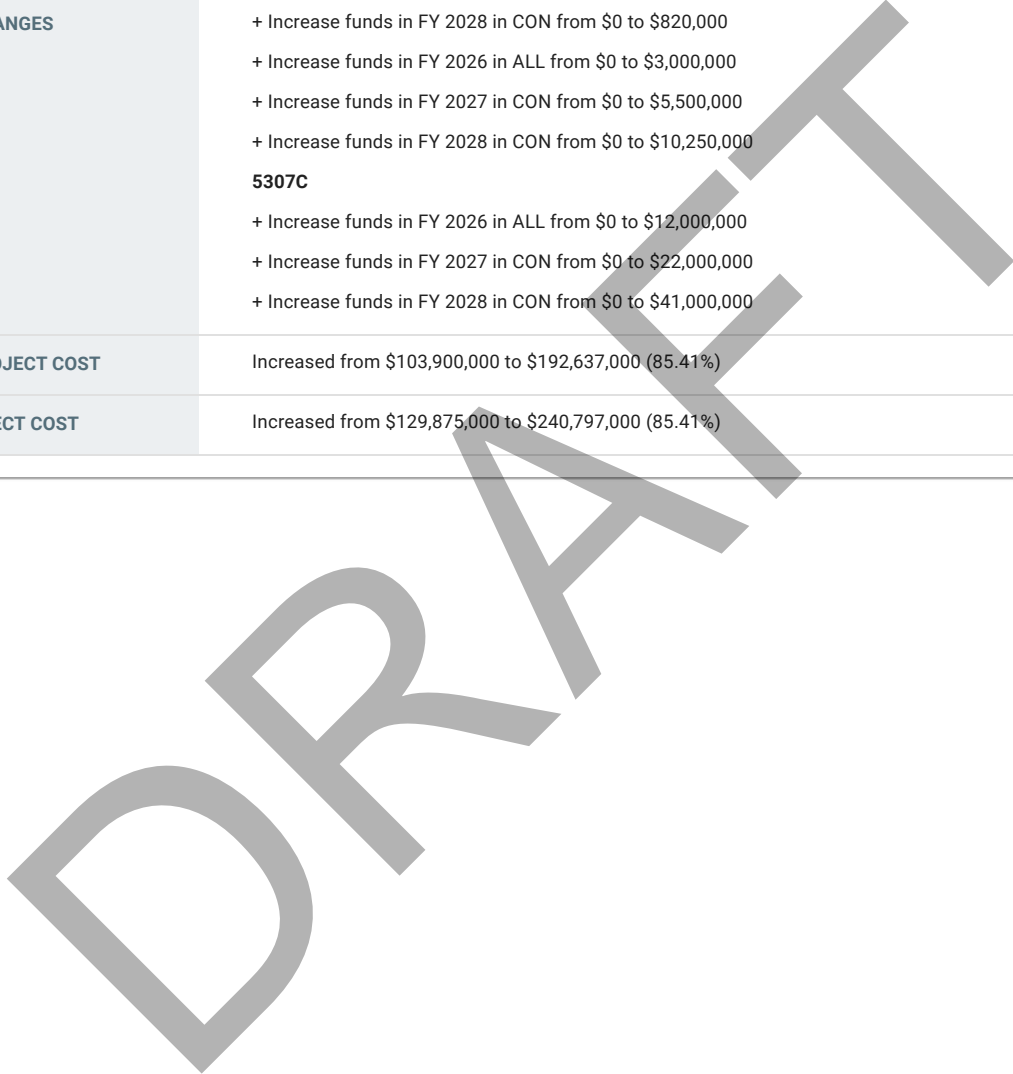 ANGES
+ Increase funds in FY 2028 in CON from $0 to $820,000
+ Increase funds in FY 2026 in ALL from $0 to $3,000,000
+ Increase funds in FY 2027 in CON from $0 to $5,500,000
+ Increase funds in FY 2028 in CON from $0 to $10,250,000
5307C
+ Increase funds in FY 2026 in ALL from $0 to $12,000,000
+ Increase funds in FY 2027 in CON from $0 to $22,000,000
+ Increase funds in FY 2028 in CON from $0 to $41,000,000
OJECT COST
Increased from $103,900,000 to $192,637,000 (85.41%)
ECT COST
Increased from $129,875,000 to $240,797,000 (85.41%)
DRAFT